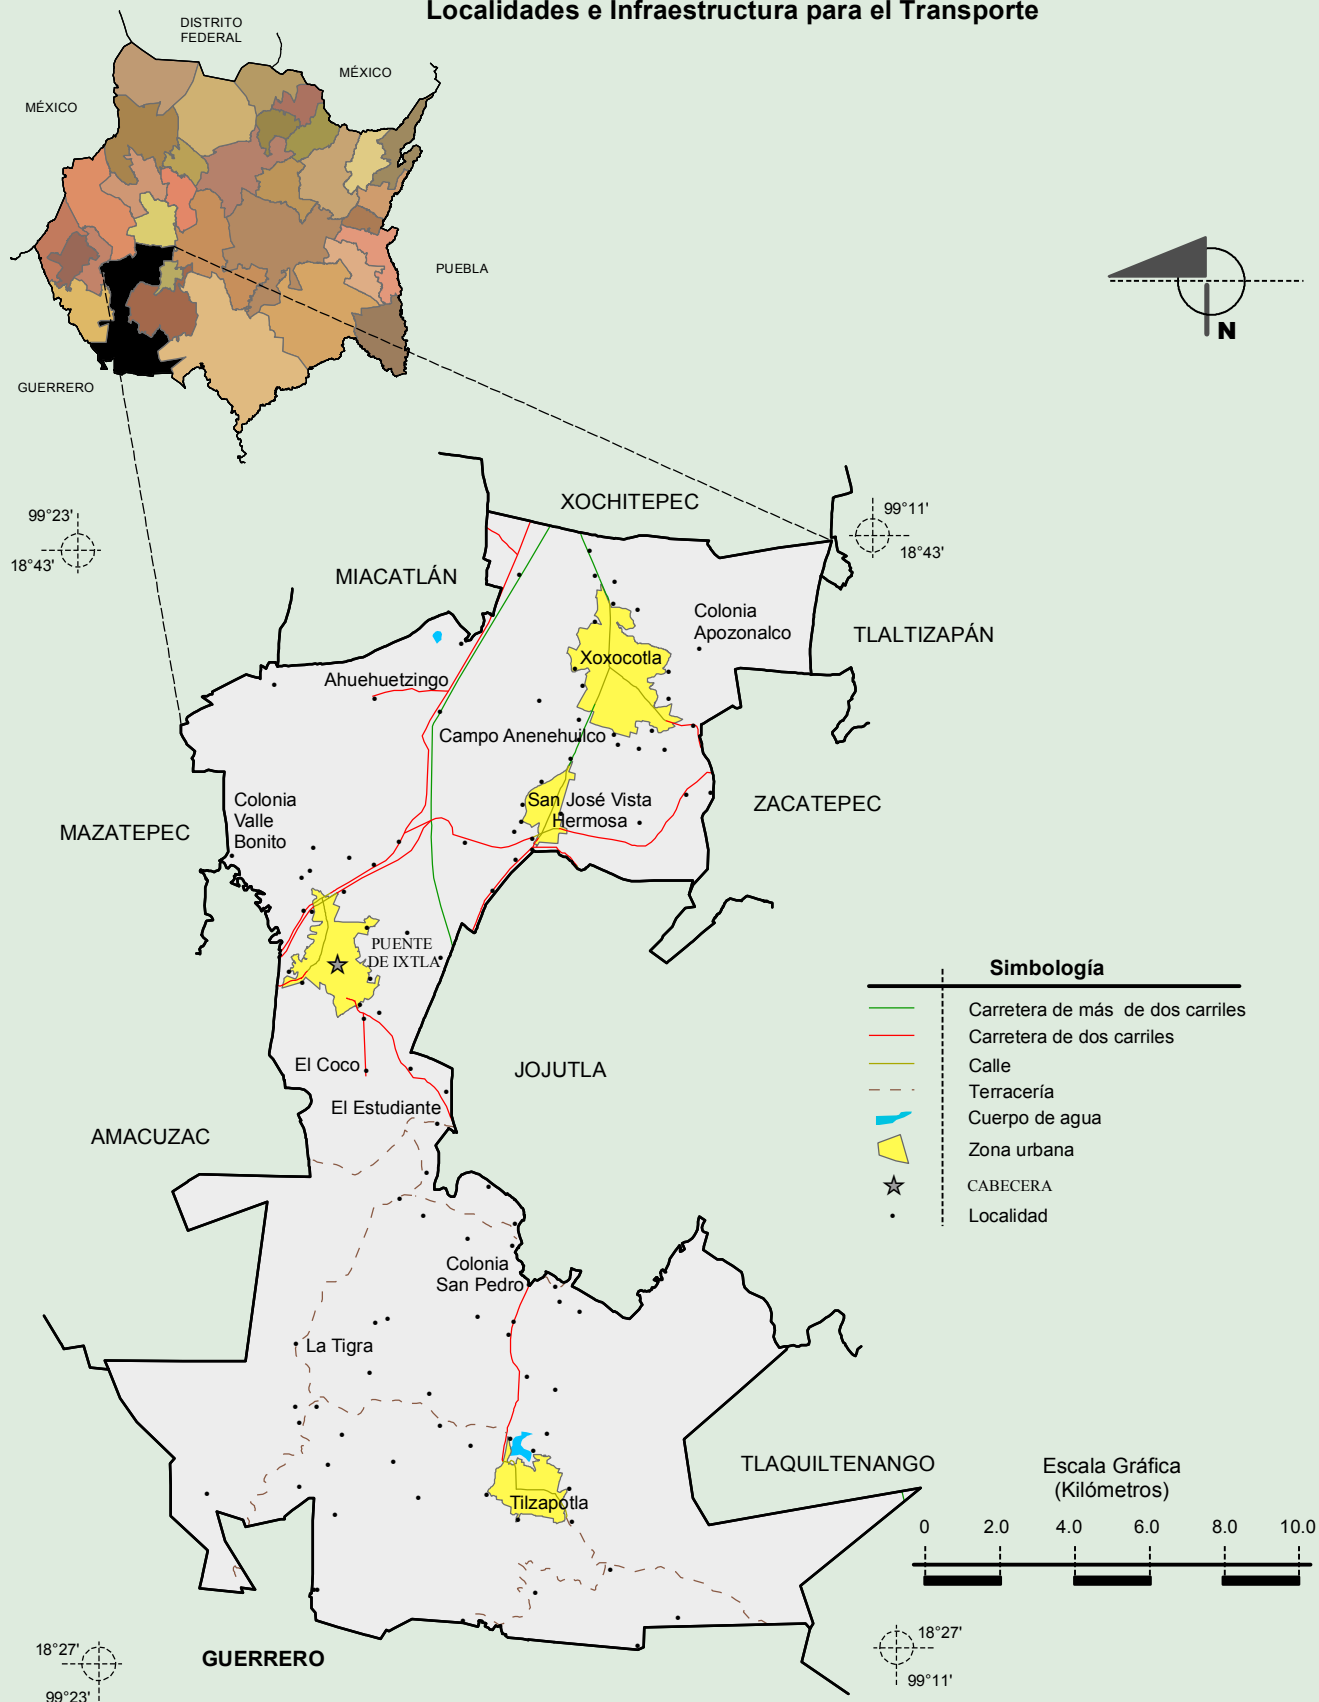 Localidades e Infraestructura para el Transporte
DISTRITO
FEDERAL
MÉXICO
MÉXICO
PUEBLA
GUERRERO
N
XOCHITEPEC
99°23'
18°43'
99°11'
18°43'
MIACATLÁN
Colonia
Apozonalco
TLALTIZAPÁN
Xoxocotla
Ahuehuetzingo
Campo Anenehuilco
Colonia
Valle
Bonito
San José Vista
Hermosa
ZACATEPEC
MAZATEPEC
PUENTE
DE IXTLA
Simbología
Carretera de más de dos carriles
Carretera de dos carriles
Calle
Terracería
Cuerpo de agua
Zona urbana
CABECERA
Localidad
El Coco
JOJUTLA
El Estudiante
AMACUZAC
Colonia
San Pedro
La Tigra
TLAQUILTENANGO
Escala Gráfica
(Kilómetros)
Tilzapotla
0 2.0 4.0 6.0 8.0 10.0
18°27'
99°23'
GUERRERO
18°27'
99°11'